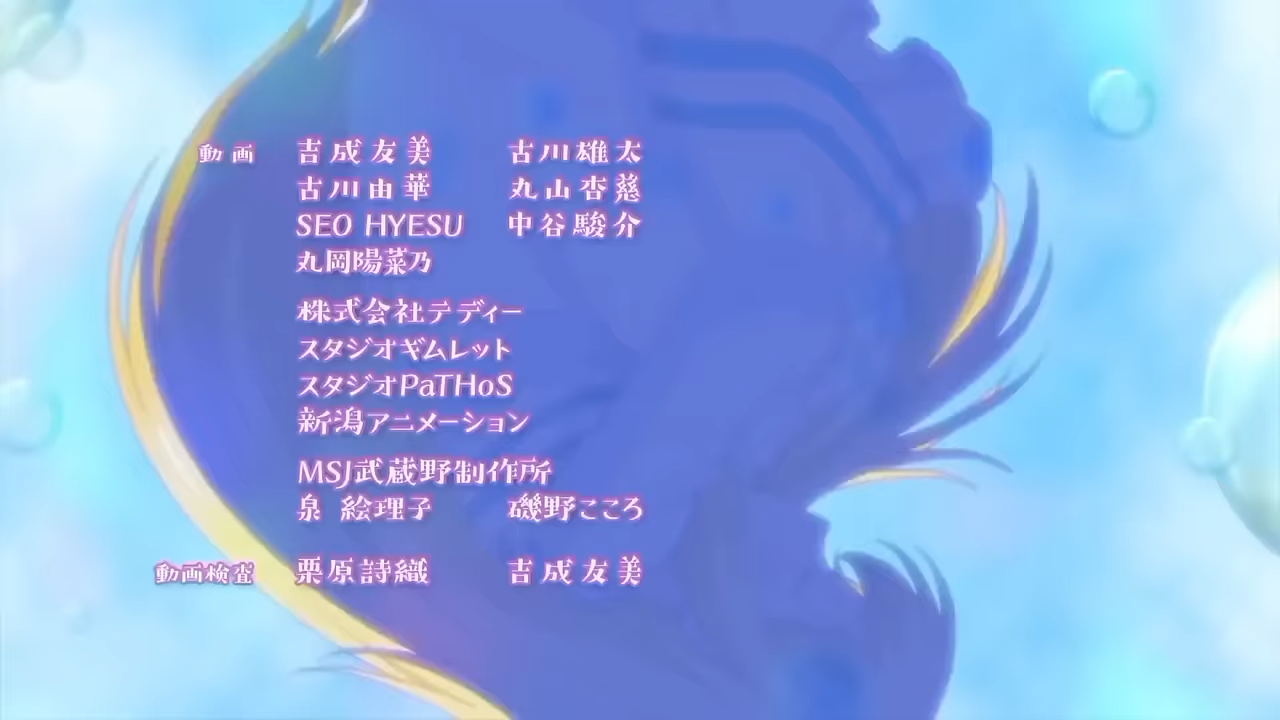 動画 吉成友美 古川雄太
古川由華 丸山杏慈
SEO HYESU 中谷駿介
丸岡陽菜乃
株式会社テディー
スタジオギムレット
スタジオPaTHoS
新潟アニメーション
MSJ武蔵野制作所
泉 絵理子 磯野こころ
動画検査 栗原詩織 吉成友美